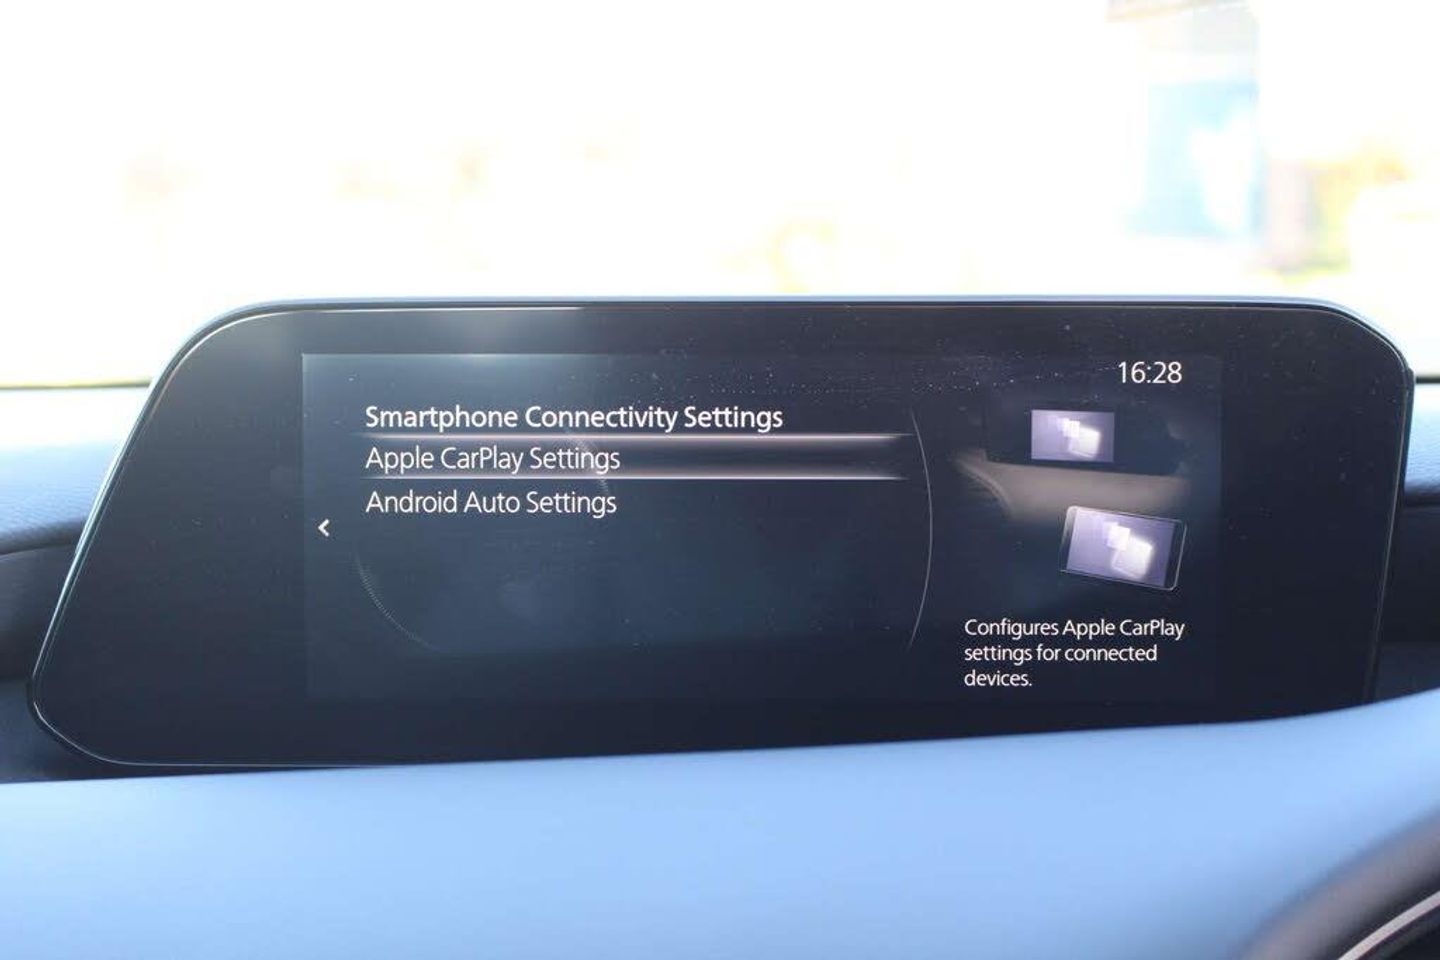 16:28
Smartphone Connectivity Settings
Apple CarPlay Settings
Android Auto Settings
Configures Apple CarPlay
settings for connected
devices.